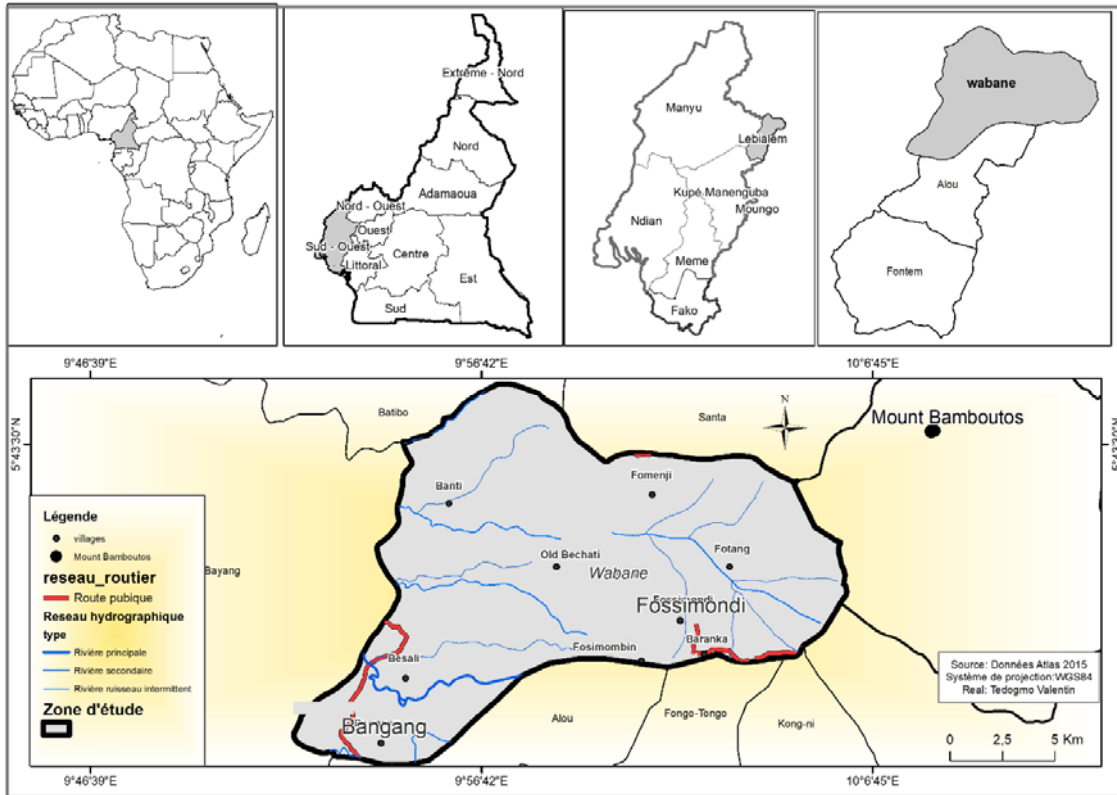 Extrême - Nord
Nord
Adamaoua
Nord - Ouest
Ouest
Sud - Ouest
Littoral
Centre
Est
Sud
Manyu
Lebialem
Kupé Manenguba
Moungo
Ndian
Meme
Fako
wabane
Alou
Fontem
9°46'39"E
9°56'42"E
10°6'45"E
5°43'30"N
5°43'30"N
Batibo
Santa
N
Mount Bamboutos
Banti
Fomenji
Old Bechati
Wabane
Fotang
Bayang
Fossimondi
Fossimondi
Baranka
Fosimombin
Besali
Bangang
Alou
Fongo-Tongo
Kong-ni
Légende
villages
Mount Bamboutos
reseau_routier
Route pubique
Reseau hydrographique
type
Rivière principale
Rivière secondaire
Rivière ruisseau intermittent
Zone d'étude
Source: Données Atlas 2015
Système de projection:WGS84
Real: Tedogmo Valentin
0 2,5 5 Km
9°46'39"E
9°56'42"E
10°6'45"E